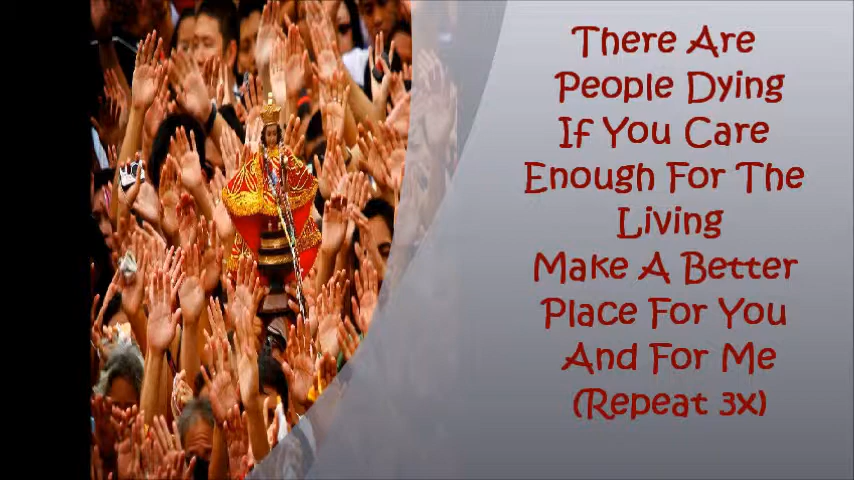 There Are
People Dying
If You Care
Enough For The
Living
Make A Better
Place For You
And For Me
(Repeat 3x)